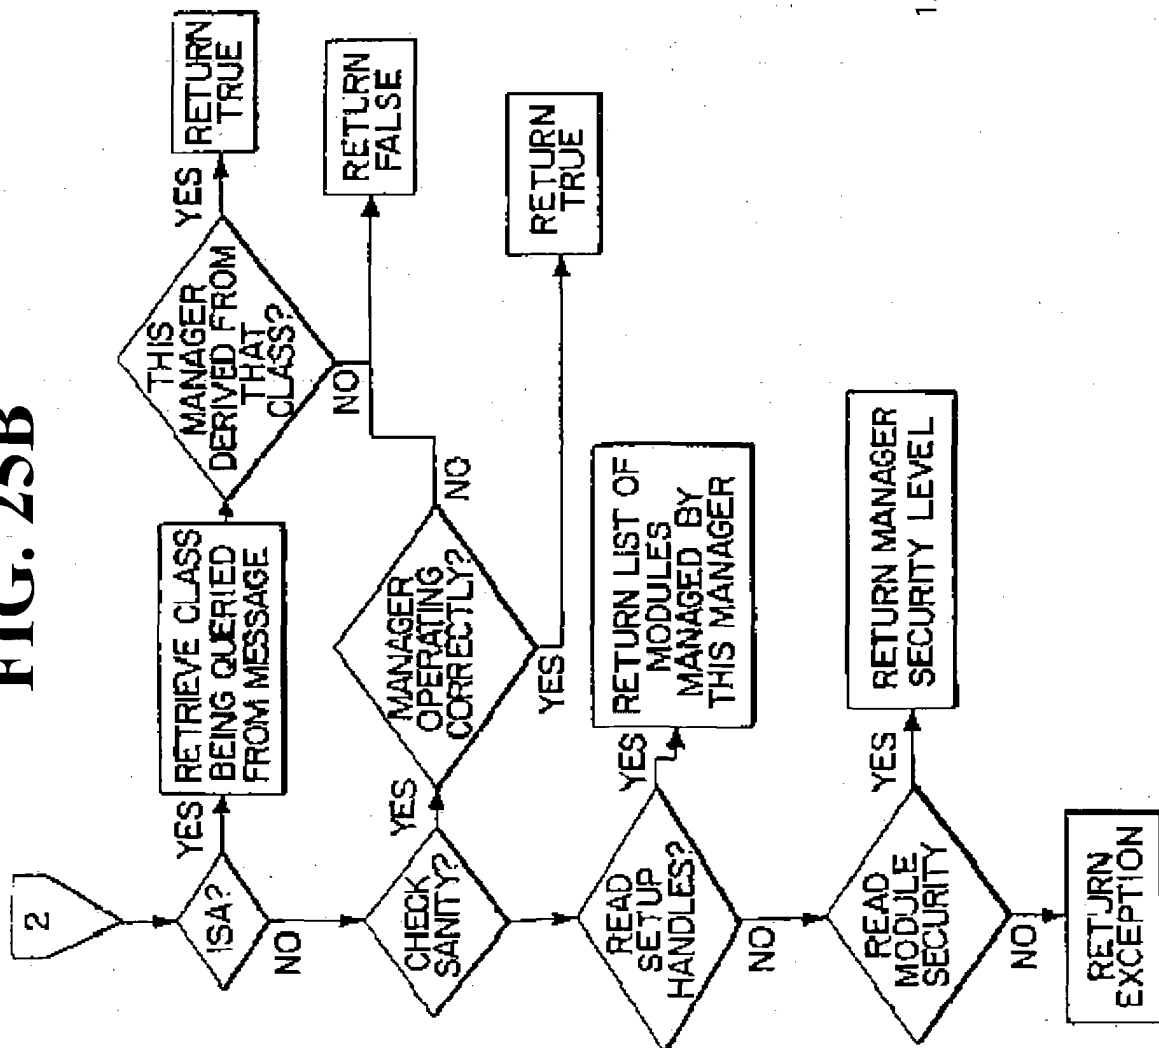 FIG. 25B
2
ISA?
YES
NO
RETRIEVE CLASS
BEING QUERIED
FROM MESSAGE
THIS
MANAGER
DERIVED FROM
THAT
CLASS?
YES
NO
RETURN
TRUE
RETURN
FALSE
CHECK
SANITY?
YES
MANAGER
OPERATING
CORRECTLY?
NO
YES
RETURN
TRUE
READ
SETUP
HANDLES?
YES
NO
RETURN LIST OF
MODULES
MANAGED BY
THIS MANAGER
READ
MODULE
SECURITY
YES
NO
RETURN MANAGER
SECURITY LEVEL
RETURN
EXCEPTION